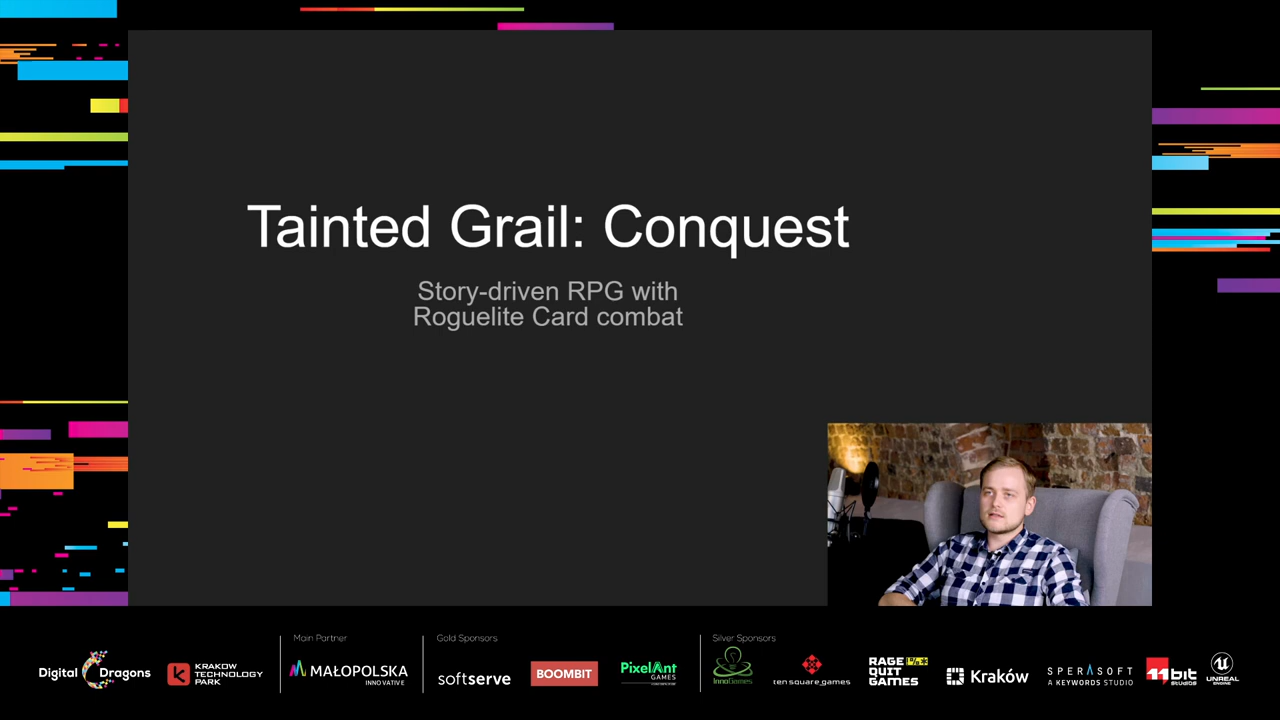 Tainted Grail: Conquest
Story-driven RPG with
Roguelite Card combat
Main Partner
Gold Sponsors
Silver Sponsors
Digital Dragons
KRAKOW
TECHNOLOGY
PARK
MAŁOPOLSKA
INNOVATIVE
softserve
BOOMBIT
PixelAnt
GAMES
InnoGames
ten square games
RAGE
QUIT
GAMES
Kraków
SPERASOFT
A KEYWORDS STUDIO
11bit
STUDIOS
UNREAL
ENGINE